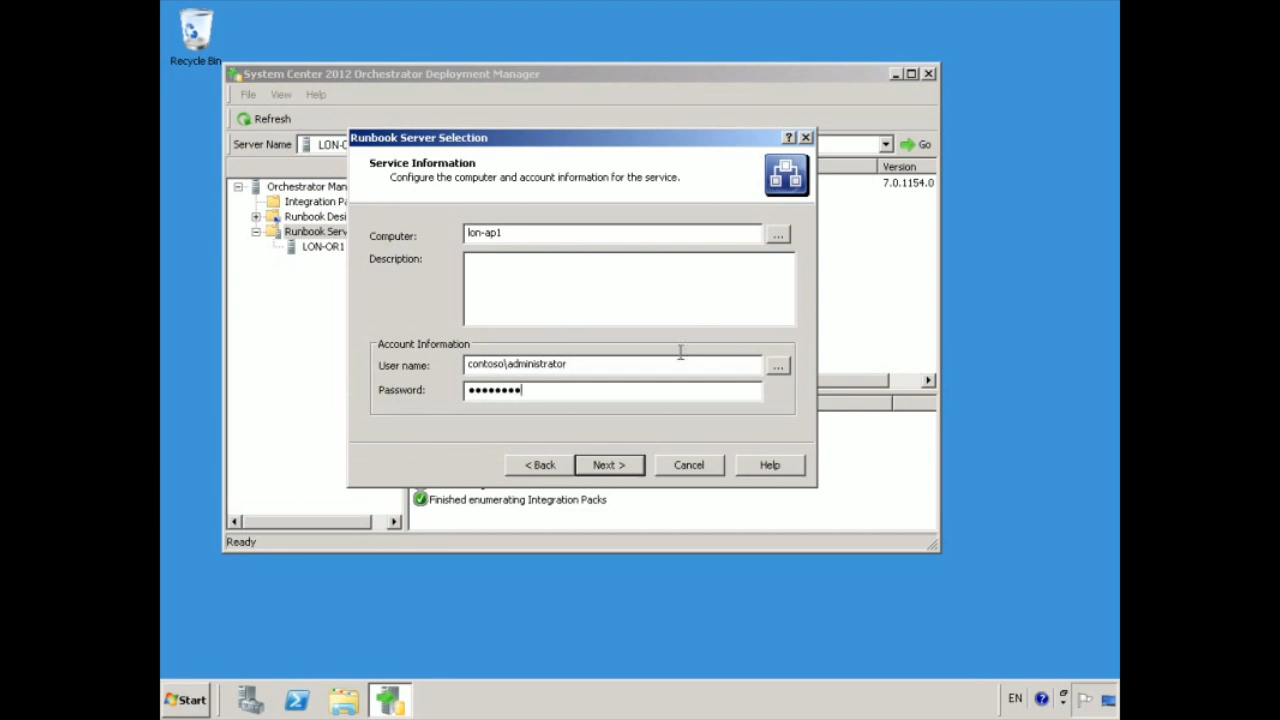 Recycle Bin
System Center 2012 Orchestrator Deployment Manager
File View Help
Refresh
Server Name LON-
Go
Runbook Server Selection
Service Information
Configure the computer and account information for the service.
Version
7.0.1154.0
Orchestrator Man
Integration Pa
Runbook Desi
Runbook Serv
LON-OR1
Computer: lon-ap1 ...
Description:
Account Information
User name: contoso\administrator ...
Password: ●●●●●●●●
< Back Next > Cancel Help
Finished enumerating Integration Packs
Ready
Start
EN